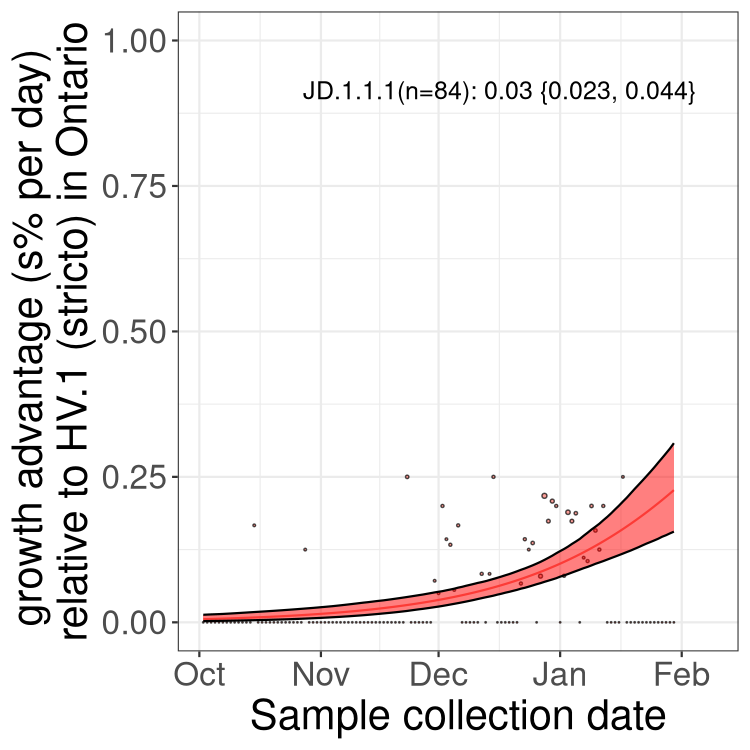 growth advantage (s% per day)
relative to HV.1 (stricto) in Ontario
1.00
0.75
0.50
0.25
0.00
JD.1.1.1(n=84): 0.03 {0.023, 0.044}
Oct Nov Dec Jan Feb
Sample collection date